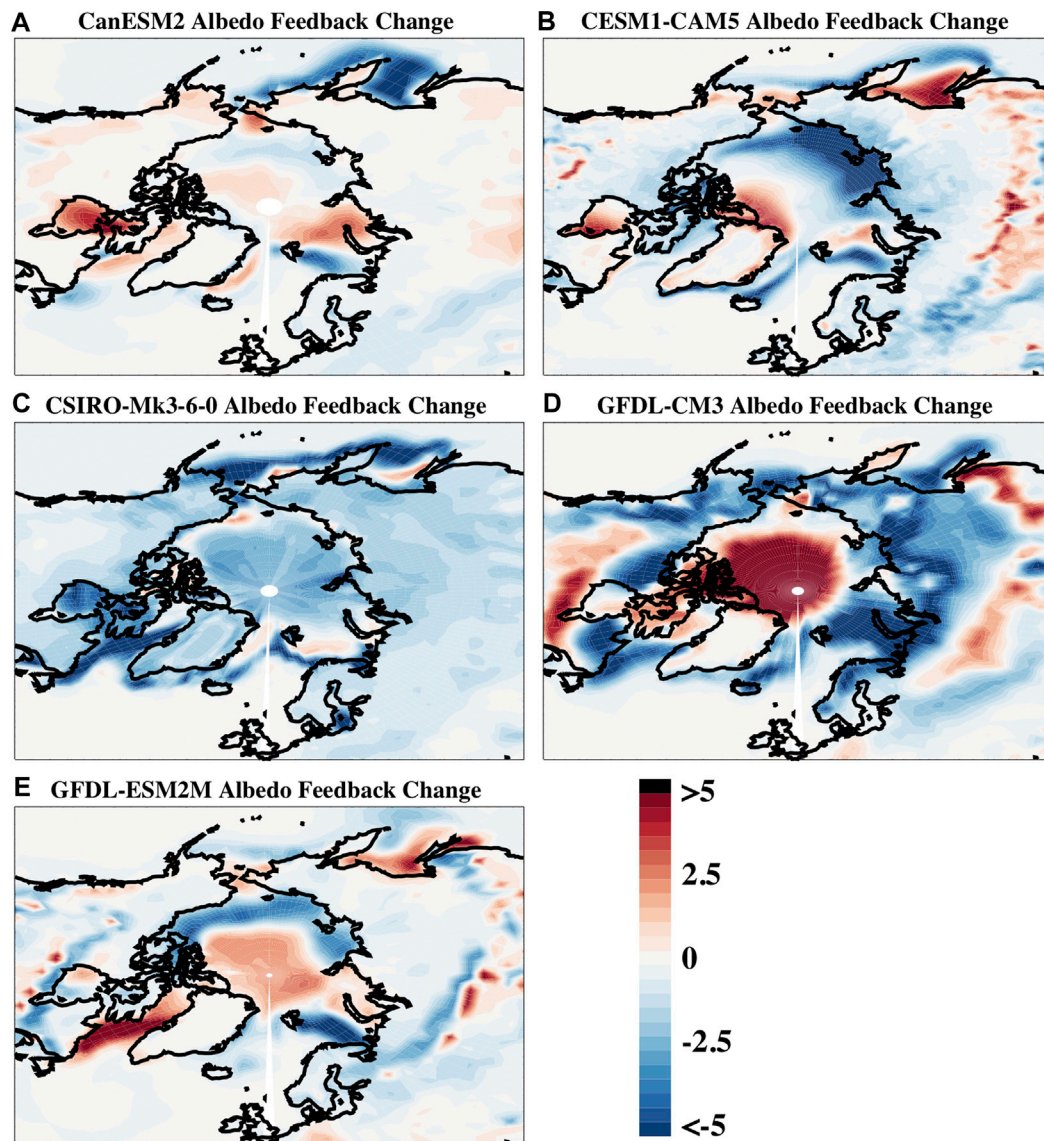 A CanESM2 Albedo Feedback Change
B CESM1-CAM5 Albedo Feedback Change
C CSIRO-Mk3-6-0 Albedo Feedback Change
D GFDL-CM3 Albedo Feedback Change
E GFDL-ESM2M Albedo Feedback Change
>5
2.5
0
-2.5
<-5